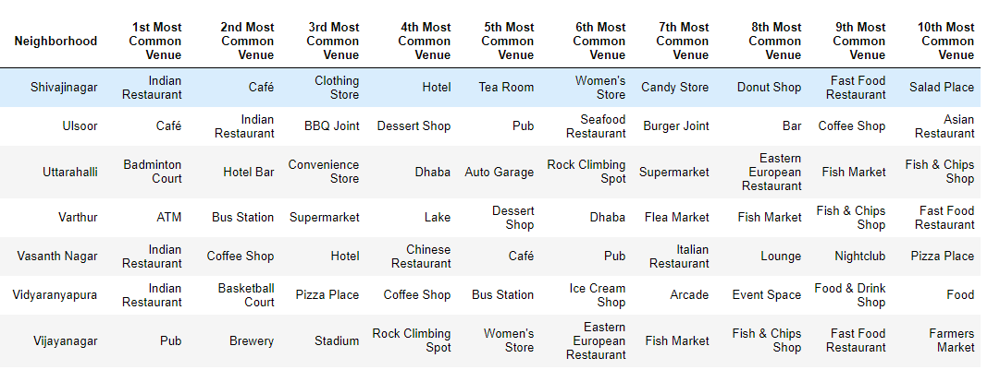 Neighborhood 1st Most Common Venue 2nd Most Common Venue 3rd Most Common Venue 4th Most Common Venue 5th Most Common Venue 6th Most Common Venue 7th Most Common Venue 8th Most Common Venue 9th Most Common Venue 10th Most Common Venue
Shivajinagar Indian Restaurant Café Clothing Store Hotel Tea Room Women's Store Candy Store Donut Shop Fast Food Restaurant Salad Place
Ulsoor Café Indian Restaurant BBQ Joint Dessert Shop Pub Seafood Restaurant Burger Joint Bar Coffee Shop Asian Restaurant
Uttarahalli Badminton Court Hotel Bar Convenience Store Dhaba Auto Garage Rock Climbing Spot Supermarket Eastern European Restaurant Fish Market Fish & Chips Shop
Varthur ATM Bus Station Supermarket Lake Dessert Shop Dhaba Flea Market Fish Market Fish & Chips Shop Fast Food Restaurant
Vasanth Nagar Indian Restaurant Coffee Shop Hotel Chinese Restaurant Café Pub Italian Restaurant Lounge Nightclub Pizza Place
Vidyaranyapura Indian Restaurant Basketball Court Pizza Place Coffee Shop Bus Station Ice Cream Shop Arcade Event Space Food & Drink Shop Food
Vijayanagar Pub Brewery Stadium Rock Climbing Spot Women's Store Eastern European Restaurant Fish Market Fish & Chips Shop Fast Food Restaurant Farmers Market